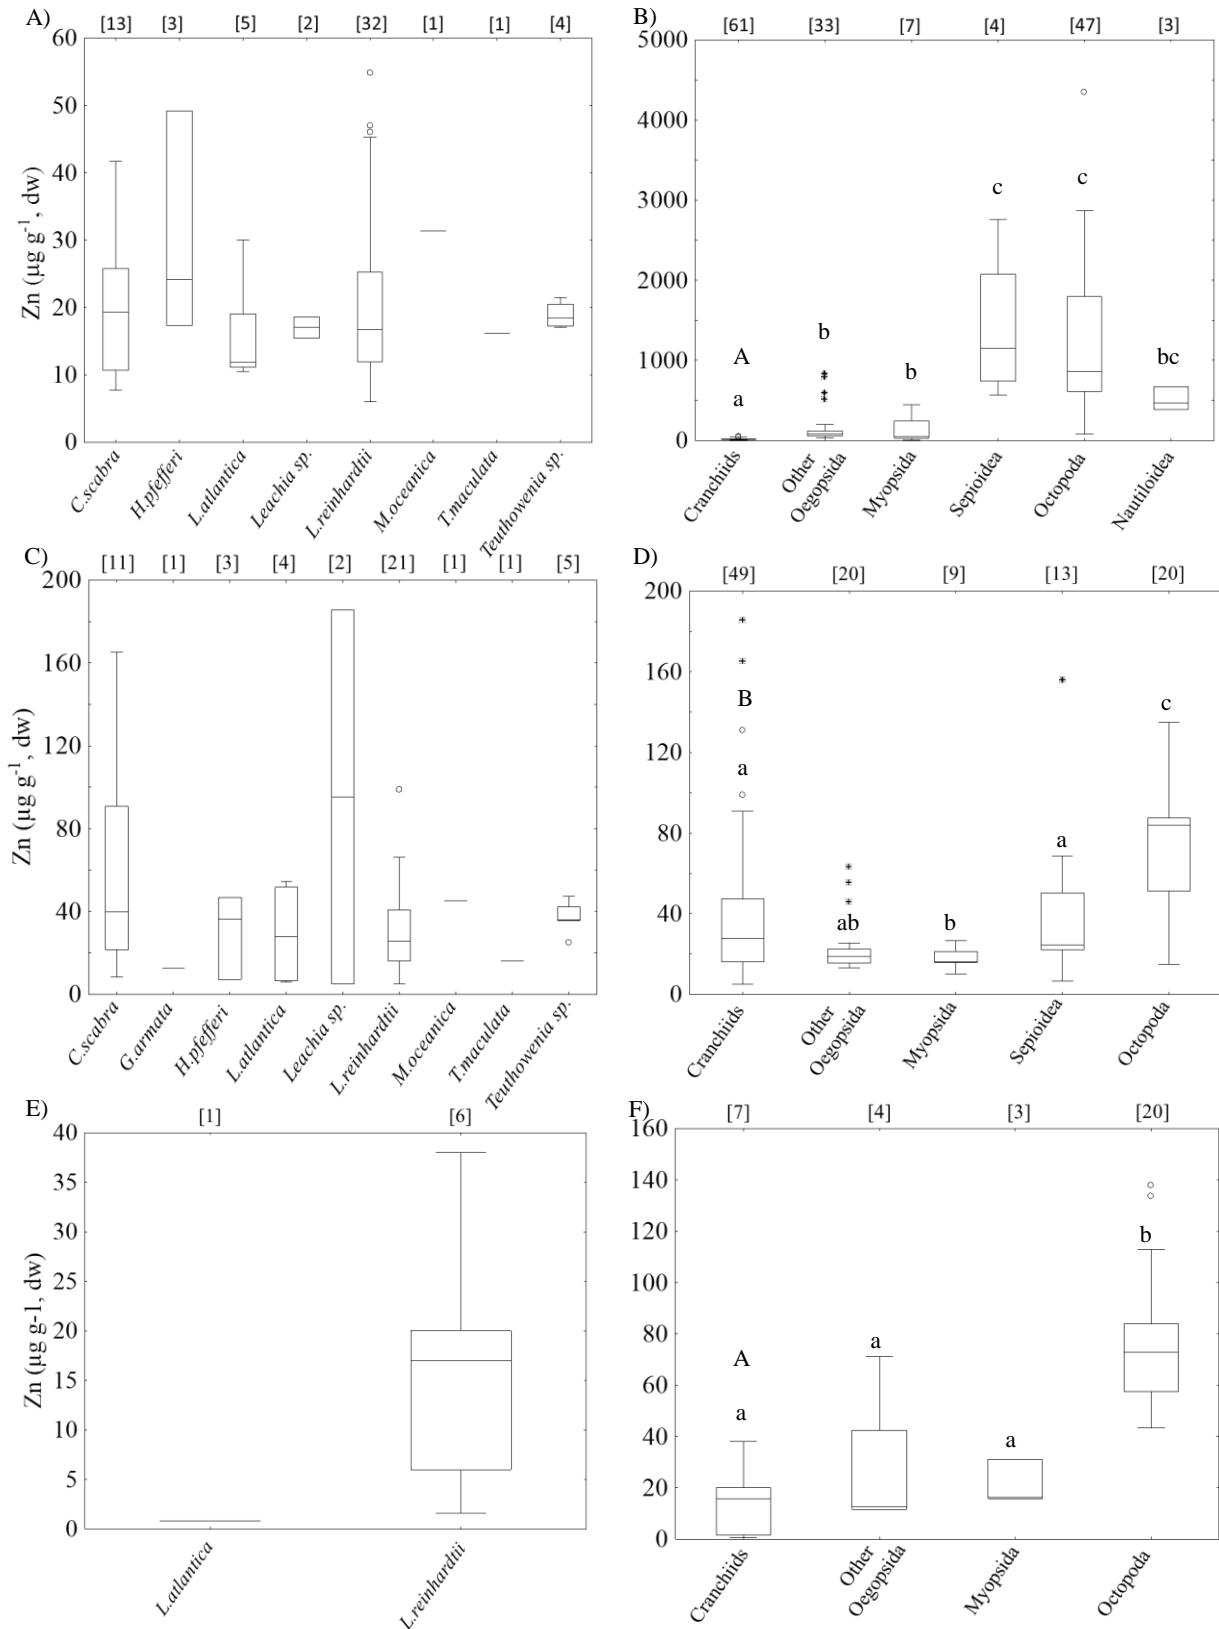 A)
[13] [3] [5] [2] [32] [1] [1] [4]
60
50
40
30
20
10
0
Zn (µg g-1, dw)
C.scabra
H.pfefferi
L.atlantica
Leachia sp.
L.reinhardtii
M.oceanica
T.maculata
Teuthowenia sp.
B)
[61] [33] [7] [4] [47] [3]
5000
4000
3000
2000
1000
0
A
a
b
b
c
c
bc
Cranchiids
Other
Oegopsida
Myopsida
Sepioidea
Octopoda
Nautiloidea
C)
[11] [1] [3] [4] [2] [21] [1] [1] [5]
200
160
120
80
40
0
Zn (µg g-1, dw)
C.scabra
G.armata
H.pfefferi
L.atlantica
Leachia sp.
L.reinhardtii
M.oceanica
T.maculata
Teuthowenia sp.
D)
[49] [20] [9] [13] [20]
200
160
120
80
40
0
B
a
ab
b
a
c
Cranchiids
Other
Oegopsida
Myopsida
Sepioidea
Octopoda
E)
[1] [6]
40
35
30
25
20
15
10
5
0
Zn (µg g-1, dw)
L.atlantica
L.reinhardtii
F)
[7] [4] [3] [20]
160
140
120
100
80
60
40
20
0
A
a
a
a
b
Cranchiids
Other
Oegopsida
Myopsida
Octopoda